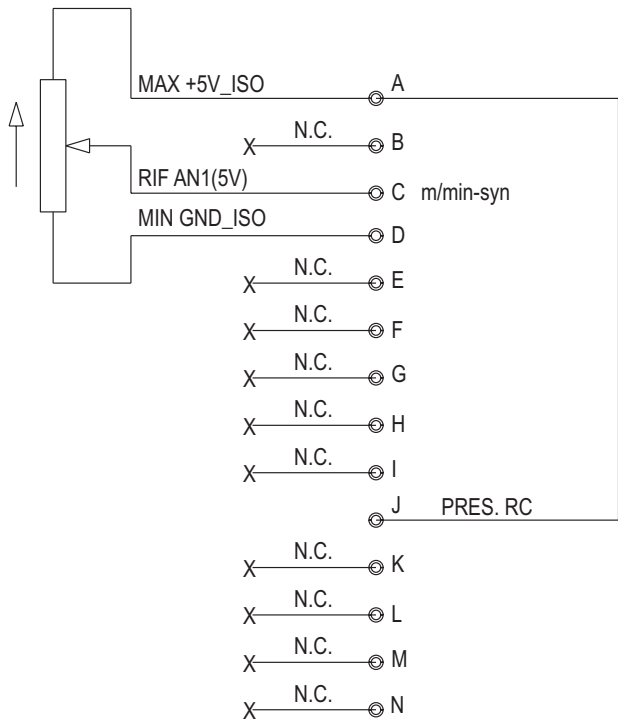 MAX +5V_ISO A
N.C. B
X
RIF AN1(5V) C m/min-syn
MIN GND_ISO D
N.C. E
X
N.C. F
X
N.C. G
X
N.C. H
X
N.C. I
X
J PRES. RC
N.C. K
X
N.C. L
X
N.C. M
X
N.C. N
X